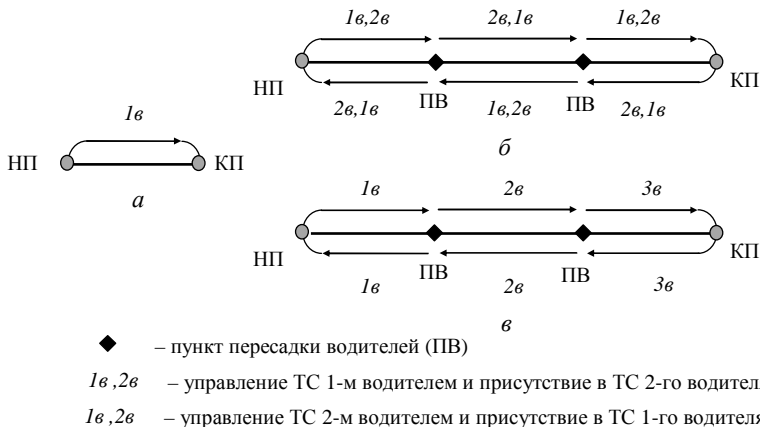 1в,2в 2в,1в 1в,2в
НП КП
2в,1в ПВ 1в,2в ПВ 2в,1в
б
1в
НП КП
а
1в 2в 3в
НП КП
1в ПВ 2в ПВ 3в
в
– пункт пересадки водителей (ПВ)
1в ,2в – управление ТС 1-м водителем и присутствие в ТС 2-го водител
1в ,2в – управление ТС 2-м водителем и присутствие в ТС 1-го водителя